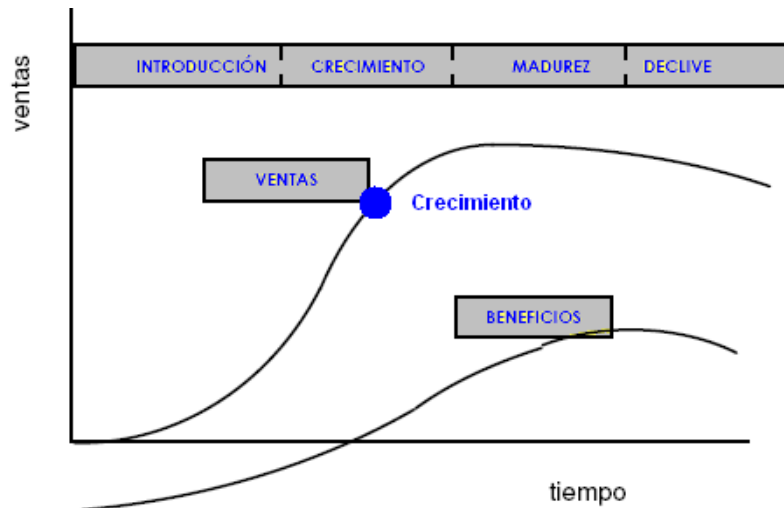 ventas
INTRODUCCIÓN CRECIMIENTO MADUREZ DECLIVE
VENTAS
Crecimiento
BENEFICIOS
tiempo